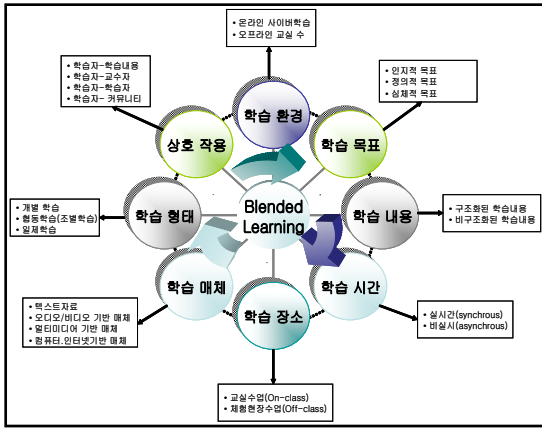 • 온라인 사이버학습
• 오프라인 교실 수
• 학습자-학습내용
• 학습자-교수자
• 학습자-학습자
• 학습자- 커뮤니티
• 인지적 목표
• 정의적 목표
• 심체적 목표
학습 환경
상호 작용
학습 목표
• 개별 학습
• 협동학습(조별학습)
• 일제학습
학습 형태
Blended
Learning
학습 내용
• 구조화된 학습내용
• 비구조화된 학습내용
학습 매체
학습 시간
학습 장소
• 텍스트자료
• 오디오/비디오 기반 매체
• 멀티미디어 기반 매체
• 컴퓨터.인터넷기반 매체
• 실시간(synchrous)
• 비실시(asynchrous)
• 교실수업(On-class)
• 체험현장수업(Off-class)